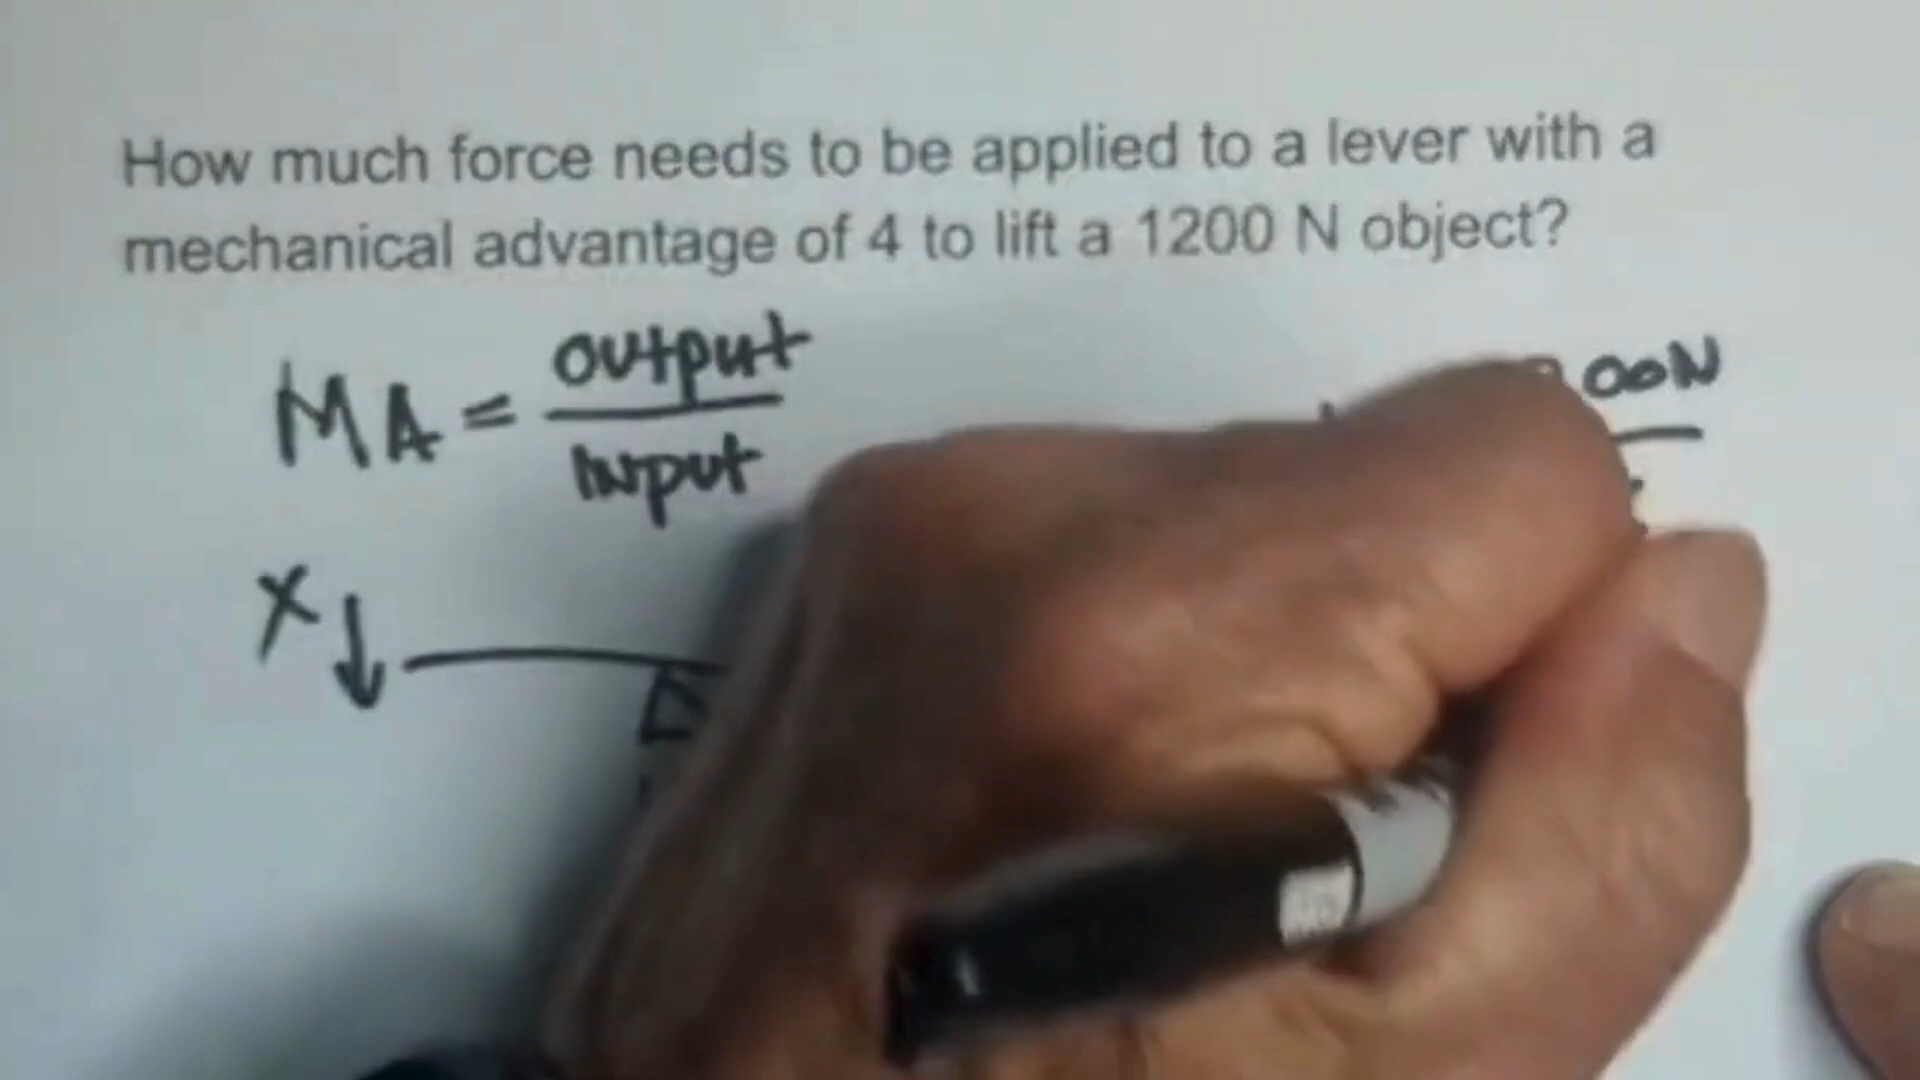 How much force needs to be applied to a lever with a
mechanical advantage of 4 to lift a 1200 N object?
MA = output
input
00N
X